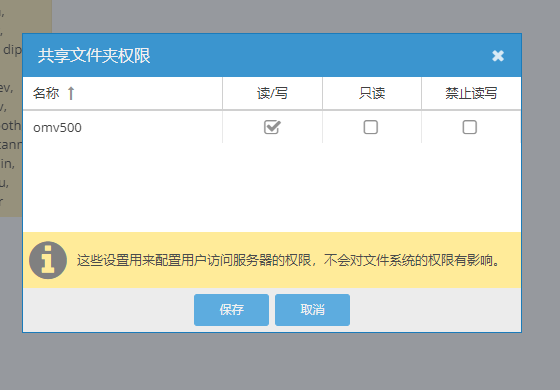 dip
ev,
共享文件夹权限
名称
读/写
只读
禁止读写
omv500
这些设置用来配置用户访问服务器的权限，不会对文件系统的权限有影响。
保存
取消